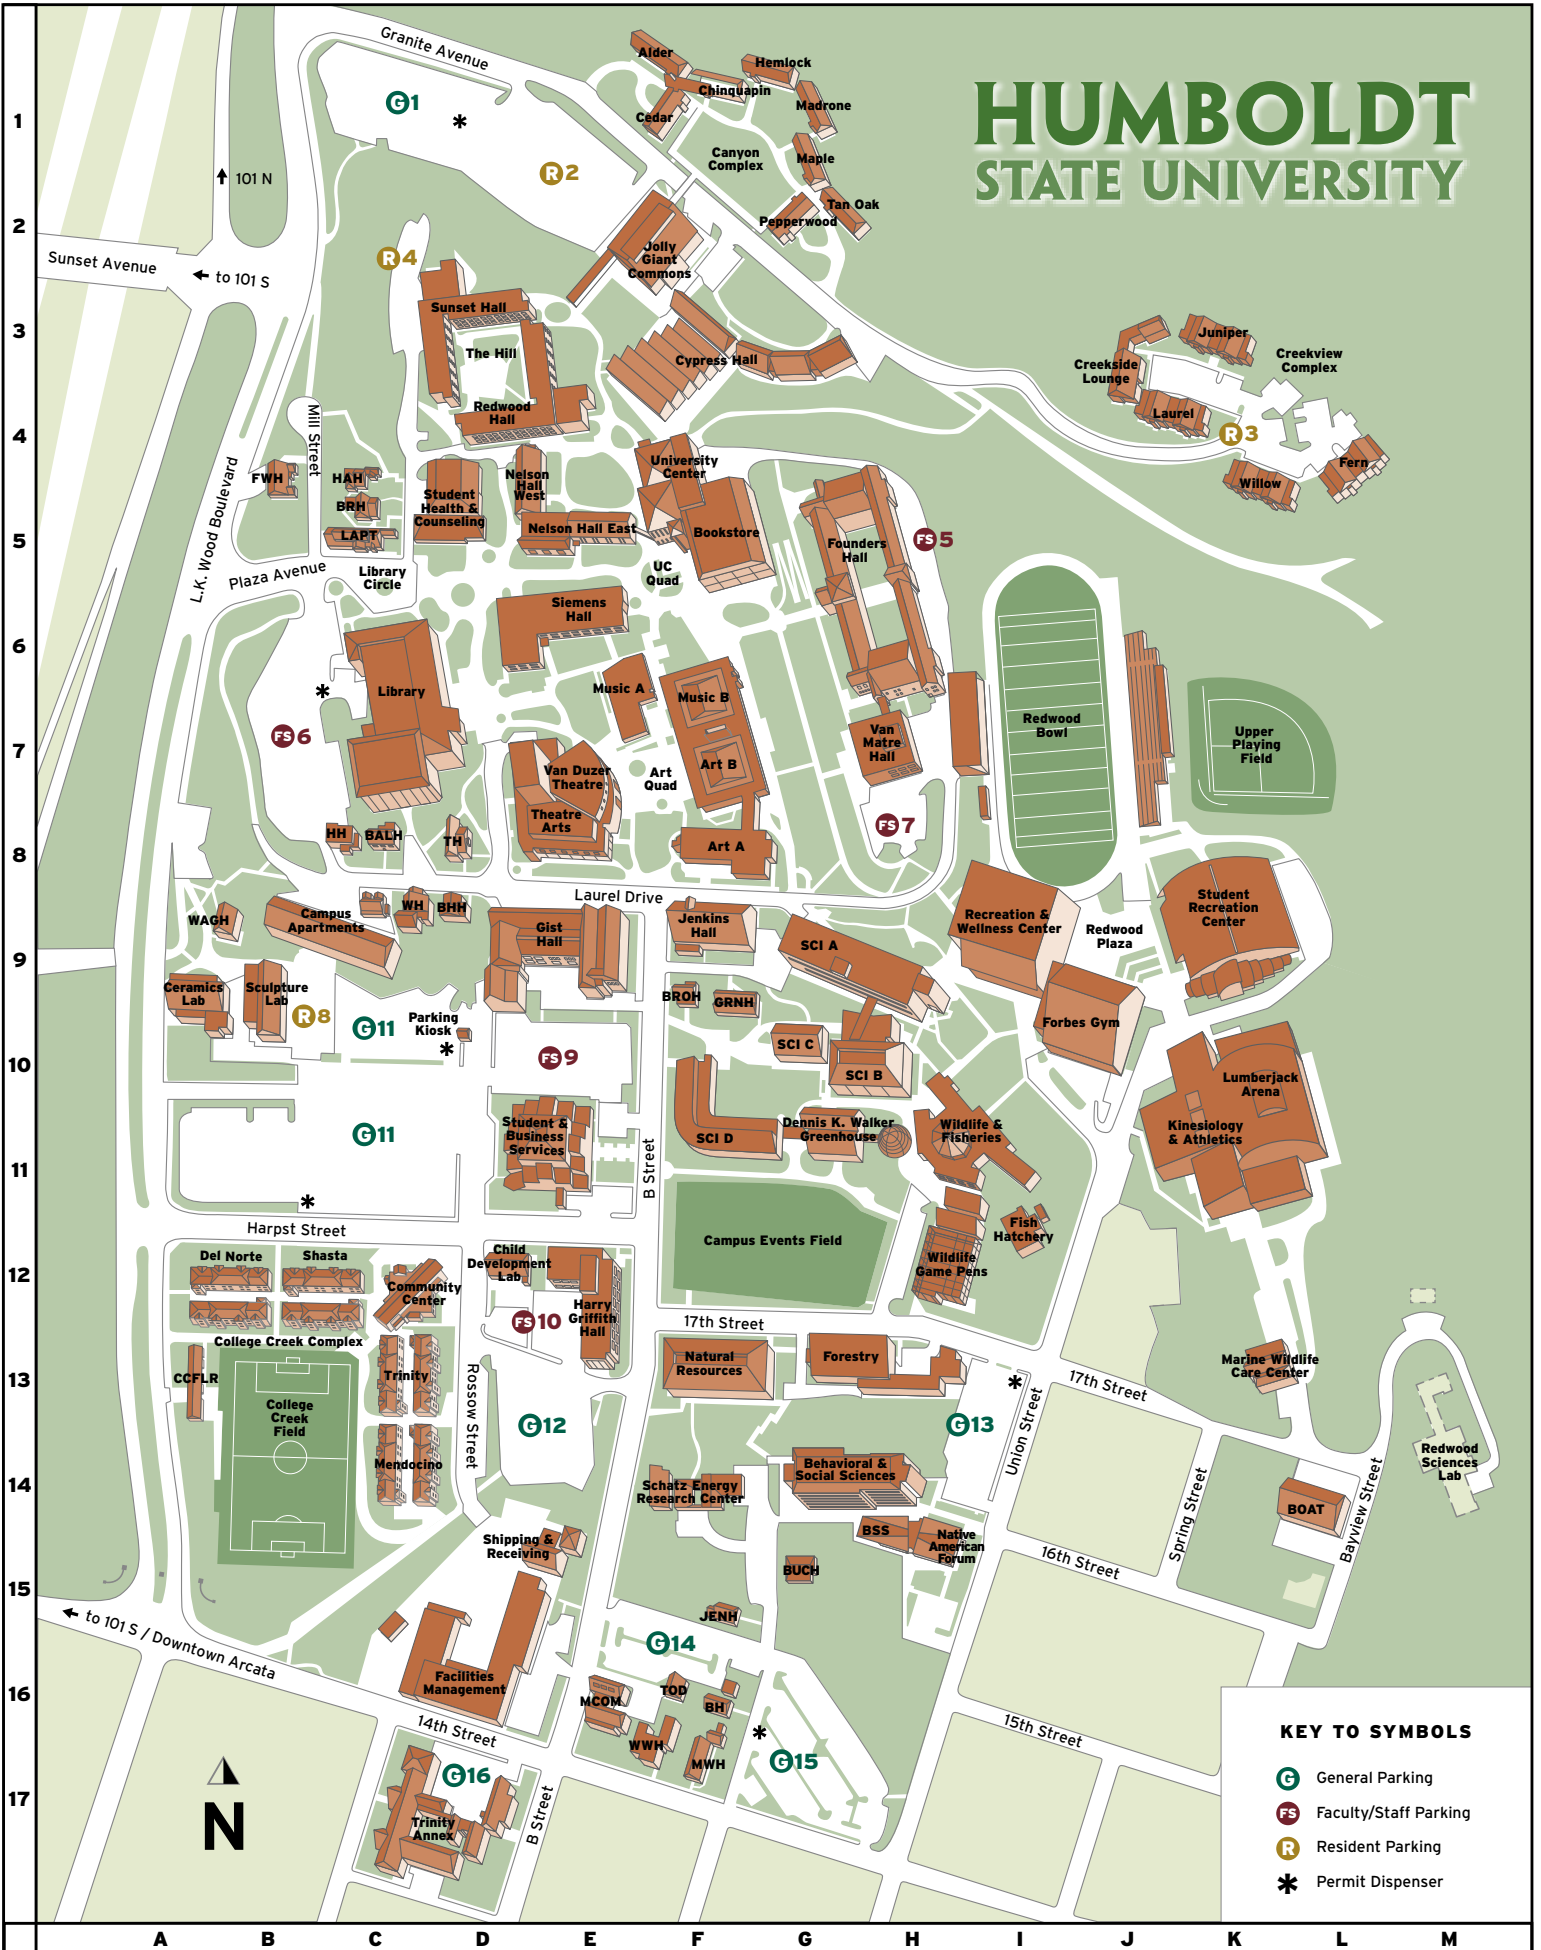 HUMBOLDT
STATE UNIVERSITY
Granite Avenue
Alder
Hemlock
Chinquapin
Madrone
Cedar
G1
*
1
Canyon
Complex
Maple
R2
101 N
Tan Oak
Pepperwood
2
Jolly
Giant
Commons
R4
Sunset Avenue
to 101 S
Sunset Hall
3
The Hill
Cypress Hall
Juniper
Creekview
Complex
Creekside
Lounge
Redwood
Hall
Laurel
Mill Street
4
R3
University
Center
Fern
FWH
HAH
Nelson
Hall
West
Willow
Student
Health &
Counseling
BRH
L.K. Wood Boulevard
Nelson Hall East
Bookstore
LAPT
5
Founders
Hall
FS5
Plaza Avenue
Library
Circle
UC
Quad
Siemens
Hall
6
Library
*
Music A
Music B
Redwood
Bowl
FS6
Van
Matre
Hall
Upper
Playing
Field
7
Van Duzer
Theatre
Art
Quad
Art B
Theatre
Arts
FS7
HH
BALH
TH
Art A
8
Laurel Drive
WAGH
Campus
Apartments
WH
BHH
Gist
Hall
Jenkins
Hall
SCI A
Recreation &
Wellness Center
Redwood
Plaza
Student
Recreation
Center
9
Ceramics
Lab
Sculpture
Lab
R8
G11
Parking
Kiosk
*
BROH
GRNH
Forbes Gym
SCI C
FS9
10
SCI B
Lumberjack
Arena
G11
Student &
Business
Services
SCI D
Dennis K. Walker
Greenhouse
Wildlife &
Fisheries
Kinesiology
& Athletics
B Street
11
*
Harpst Street
Campus Events Field
Fish
Hatchery
Del Norte
Shasta
Child
Development
Lab
Wildlife
Game Pens
12
Community
Center
FS10
Harry
Griffith
Hall
17th Street
College Creek Complex
CCFLR
Trinity
Natural
Resources
Forestry
Marine Wildlife
Care Center
13
*
17th Street
College
Creek
Field
Rossow Street
G12
G13
Union Street
Mendocino
Behavioral &
Social Sciences
Redwood
Sciences
Lab
14
Schatz Energy
Research Center
Spring Street
BOAT
Bayview Street
Shipping &
Receiving
BSS
Native
American
Forum
16th Street
BUCH
15
to 101 S / Downtown Arcata
JENH
G14
Facilities
Management
16
MCOM
TOD
BH
*
14th Street
WWH
MWH
G15
15th Street
G16
17
N
B Street
Trinity
Annex
KEY TO SYMBOLS
G General Parking
FS Faculty/Staff Parking
R Resident Parking
* Permit Dispenser
A B C D E F G H I J K L M